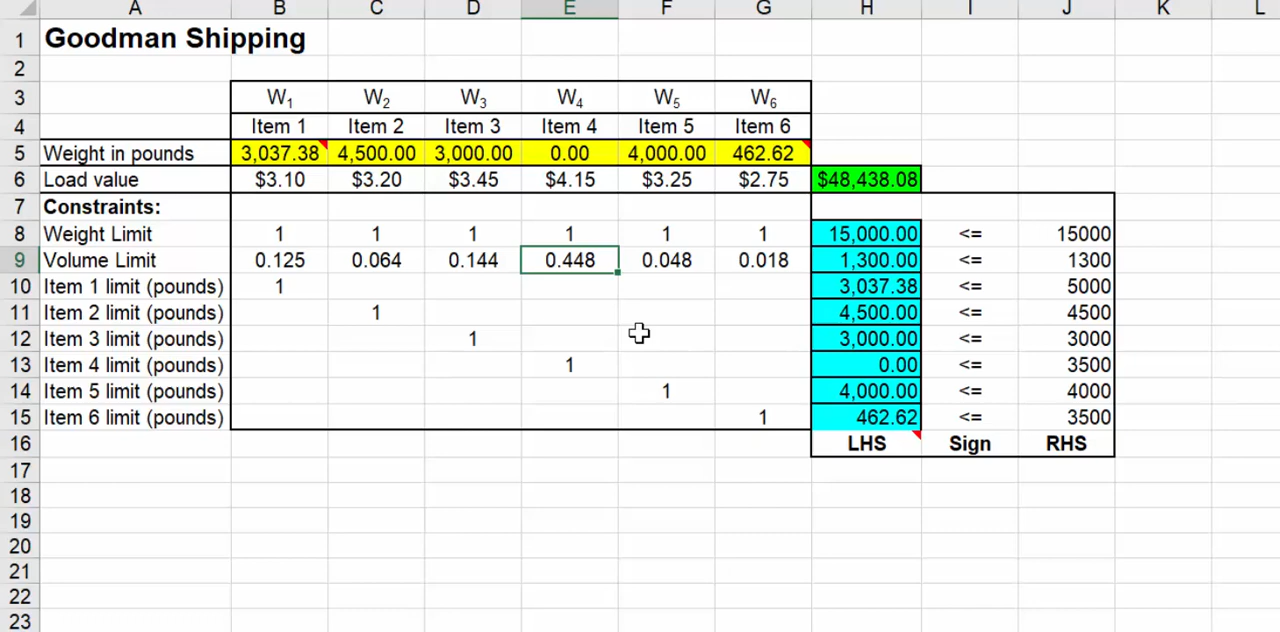 A B C D E F G H I J K L
1 Goodman Shipping
2
3 W1 W2 W3 W4 W5 W6
4 Item 1 Item 2 Item 3 Item 4 Item 5 Item 6
5 Weight in pounds 3,037.38 4,500.00 3,000.00 0.00 4,000.00 462.62
6 Load value $3.10 $3.20 $3.45 $4.15 $3.25 $2.75 $48,438.08
7 Constraints:
8 Weight Limit 1 1 1 1 1 1 15,000.00 <= 15000
9 Volume Limit 0.125 0.064 0.144 0.448 0.048 0.018 1,300.00 <= 1300
10 Item 1 limit (pounds) 1 3,037.38 <= 5000
11 Item 2 limit (pounds) 1 4,500.00 <= 4500
12 Item 3 limit (pounds) 1 3,000.00 <= 3000
13 Item 4 limit (pounds) 1 0.00 <= 3500
14 Item 5 limit (pounds) 1 4,000.00 <= 4000
15 Item 6 limit (pounds) 1 462.62 <= 3500
16 LHS Sign RHS
17
18
19
20
21
22
23